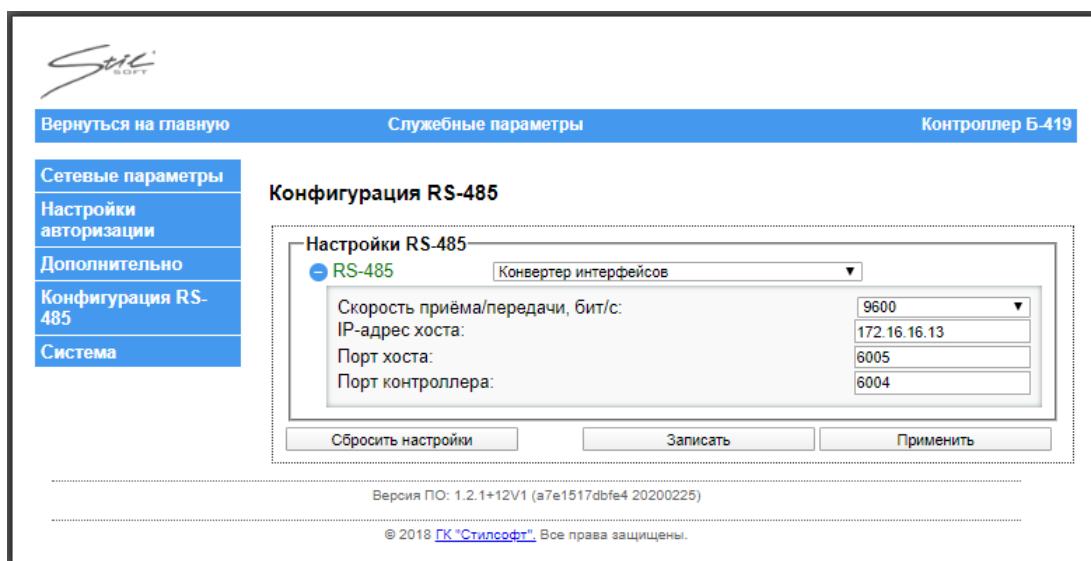 Stil
SOFT
Вернуться на главную Служебные параметры Контроллер Б-419
Сетевые параметры
Настройки
авторизации
Дополнительно
Конфигурация RS-
485
Система
Конфигурация RS-485
Настройки RS-485
RS-485 Конвертер интерфейсов
Скорость приёма/передачи, бит/с: 9600
IP-адрес хоста: 172.16.16.13
Порт хоста: 6005
Порт контроллера: 6004
Сбросить настройки Записать Применить
Версия ПО: 1.2.1+12V1 (a7e1517dbfe4 20200225)
© 2018 ГК "Стилсофт". Все права защищены.